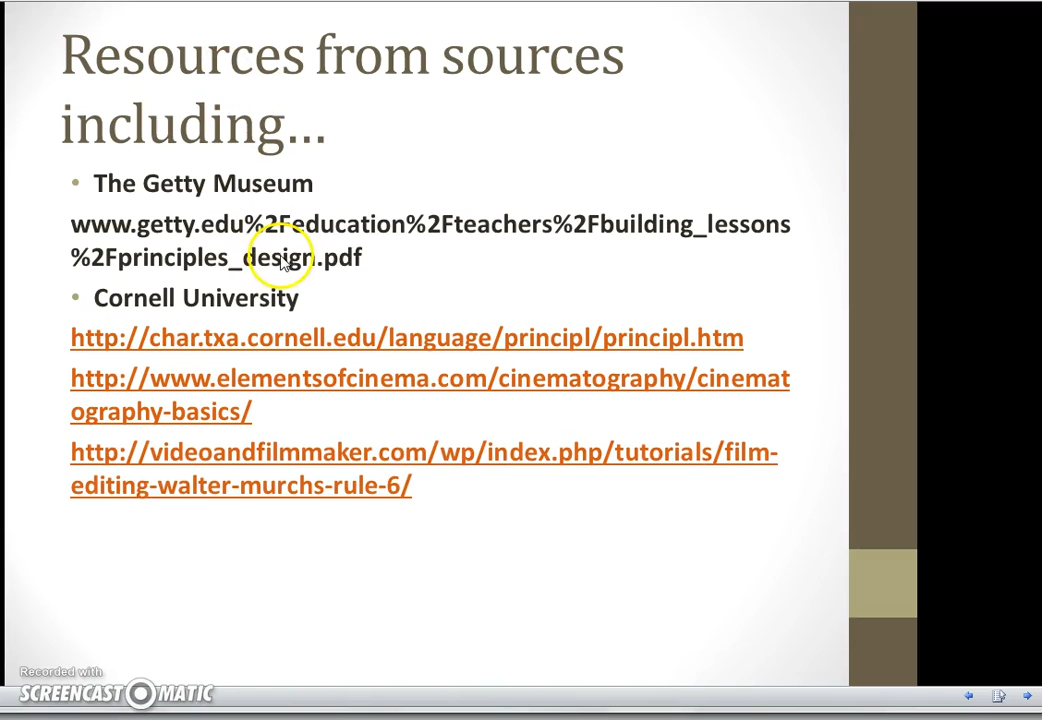 Resources from sources
including...
• The Getty Museum
www.getty.edu%2Feducation%2Fteachers%2Fbuilding_lessons
%2Fprinciples_design.pdf
• Cornell University
http://char.txa.cornell.edu/language/principl/principl.htm
http://www.elementsofcinema.com/cinematography/cinemat
ography-basics/
http://videoandfilmmaker.com/wp/index.php/tutorials/film-
editing-walter-murchs-rule-6/
Recorded with
SCREENCAST MATIC